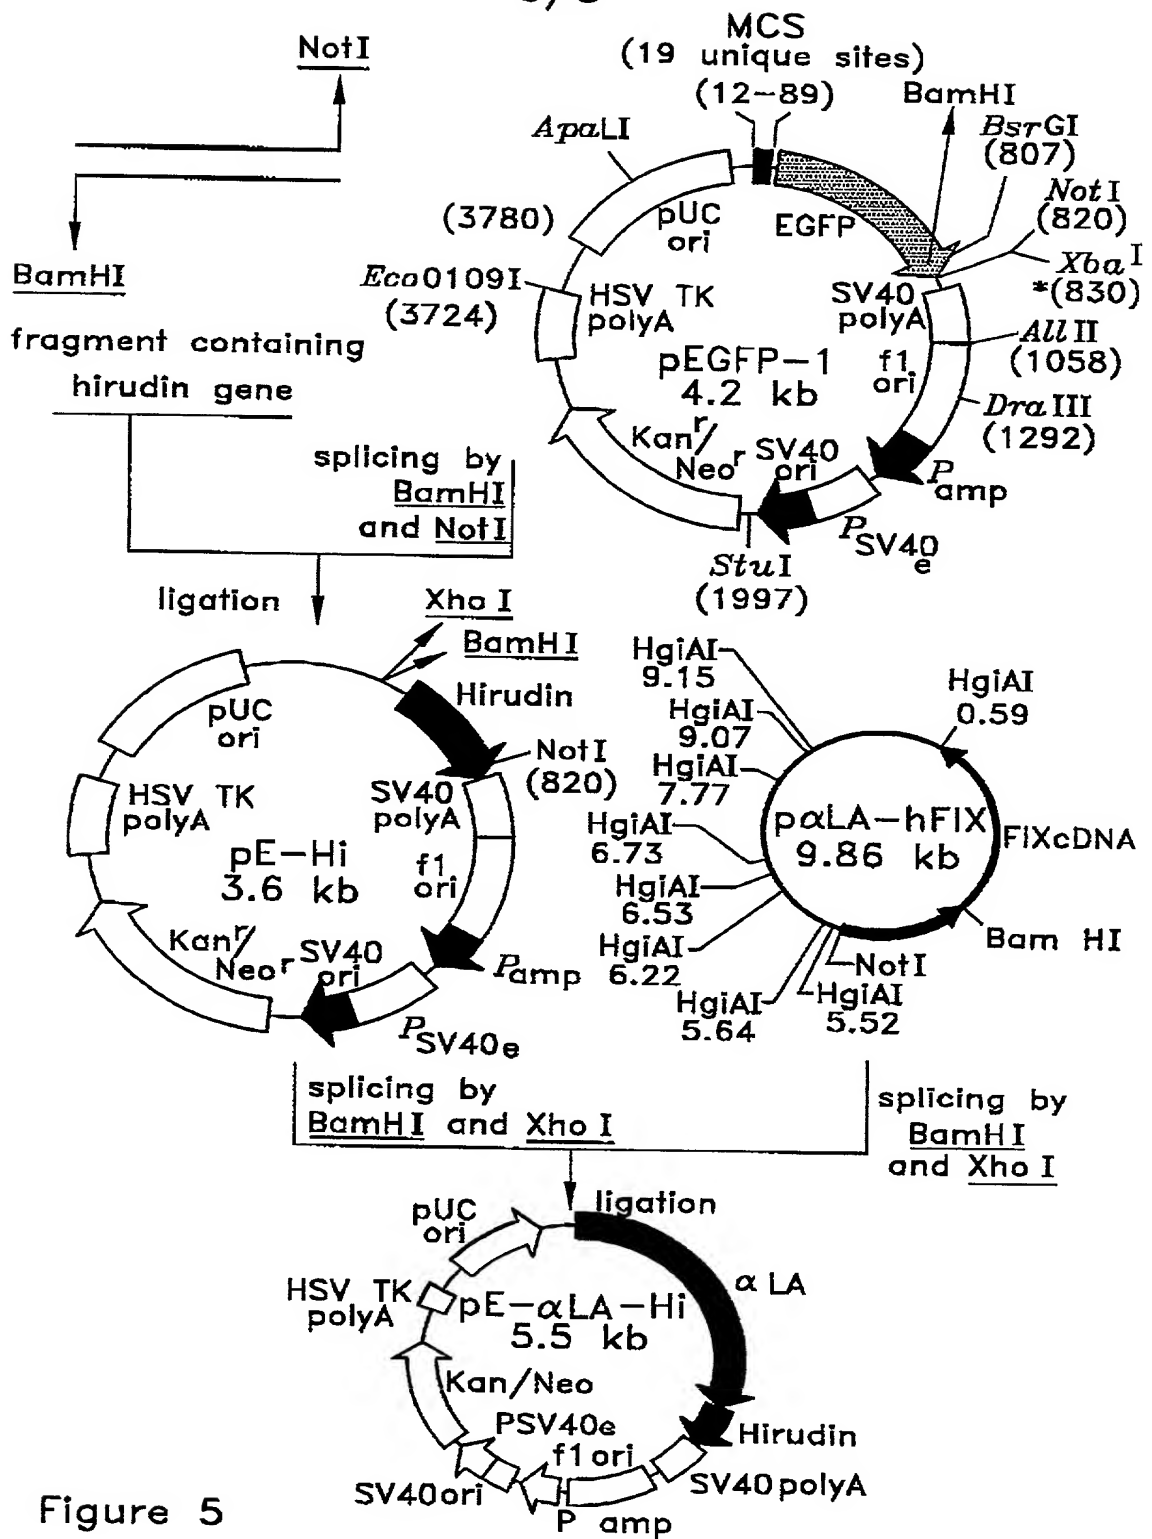 NotI
BamHI
fragment containing
hirudin gene
splicing by
BamHI
and NotI
MCS
(19 unique sites)
(12-89)
BamHI
ApaLI
BsrGI
(807)
NotI
(820)
XbaI
*(830)
(3780)
pUC
ori
EGFP
Eco0109I
(3724)
HSV TK
polyA
SV40
polyA
AllII
(1058)
pEGFP-1
4.2 kb
f1
ori
DraIII
(1292)
Kanr/
Neor
SV40
ori
Pamp
PSV40e
StuI
(1997)
ligation
Xho I
BamHI
Hirudin
pUC
ori
NotI
(820)
HSV TK
polyA
SV40
polyA
pE-Hi
3.6 kb
f1
ori
Kanr/
Neor
SV40
ori
Pamp
PSV40e
HgiAI
9.15
HgiAI
0.59
HgiAI
9.07
HgiAI
7.77
HgiAI
6.73
pαLA-hFIX
9.86 kb
FIXcDNA
HgiAI
6.53
HgiAI
6.22
Bam HI
NotI
HgiAI
5.64
HgiAI
5.52
splicing by
BamHI and Xho I
splicing by
BamHI
and Xho I
ligation
pUC
ori
α LA
HSV TK
polyA
pE-αLA-Hi
5.5 kb
Kan/Neo
PSV40e
f1 ori
Hirudin
SV40ori
SV40polyA
P amp
Figure 5